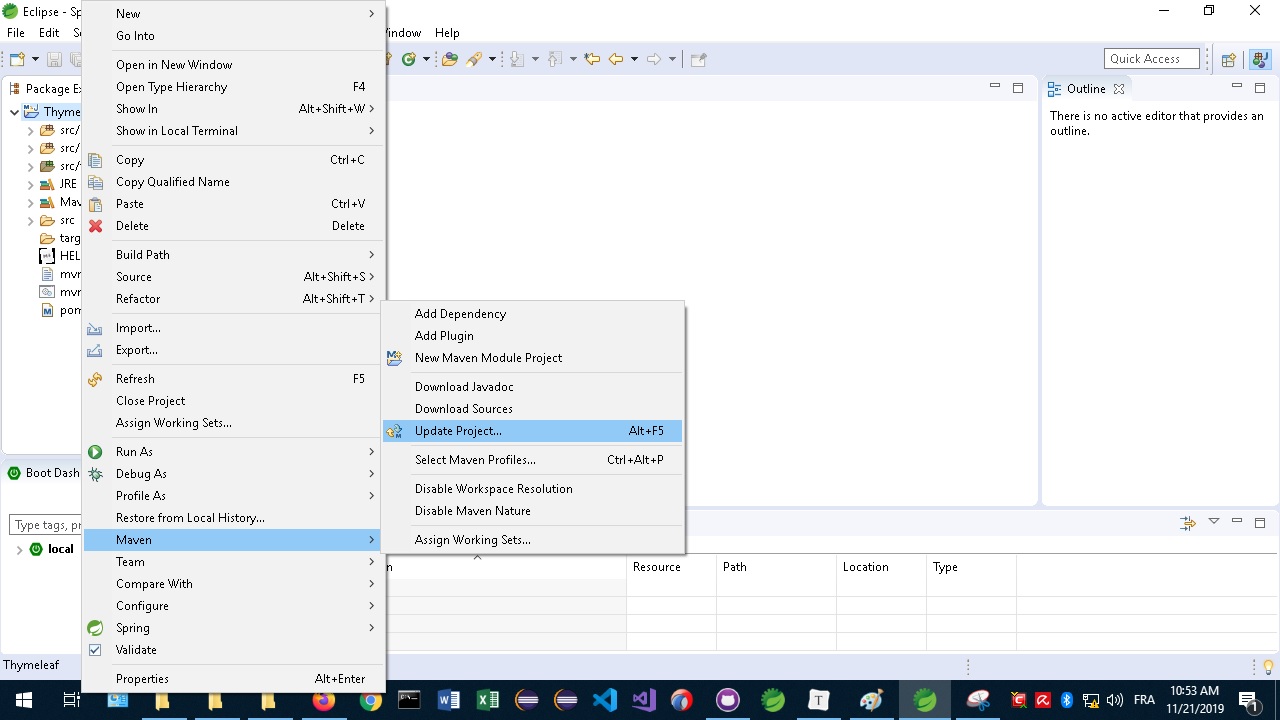 Eclipse - Sp
File Edit S
Window Help
Quick Access
Package Ex
Thyme
src/
src/
src/
JRE
Mav
src
targ
HEL
mvn
mvn
pom
Boot Dash
Type tags, pr
local
Thymeleaf
New
Go Into
Open in New Window
Open Type Hierarchy F4
Show In Alt+Shift+W
Show in Local Terminal
Copy Ctrl+C
Copy Qualified Name
Paste Ctrl+V
Delete Delete
Build Path
Source Alt+Shift+S
Refactor Alt+Shift+T
Import...
Export...
Refresh F5
Close Project
Assign Working Sets...
Run As
Debug As
Profile As
Restore from Local History...
Maven
Team
Compare With
Configure
Spring
Validate
Properties Alt+Enter
Add Dependency
Add Plugin
New Maven Module Project
Download Javadoc
Download Sources
Update Project... Alt+F5
Select Maven Profiles... Ctrl+Alt+P
Disable Workspace Resolution
Disable Maven Nature
Assign Working Sets...
Outline
There is no active editor that provides an
outline.
n Resource Path Location Type
FRA
10:53 AM
11/21/2019
1